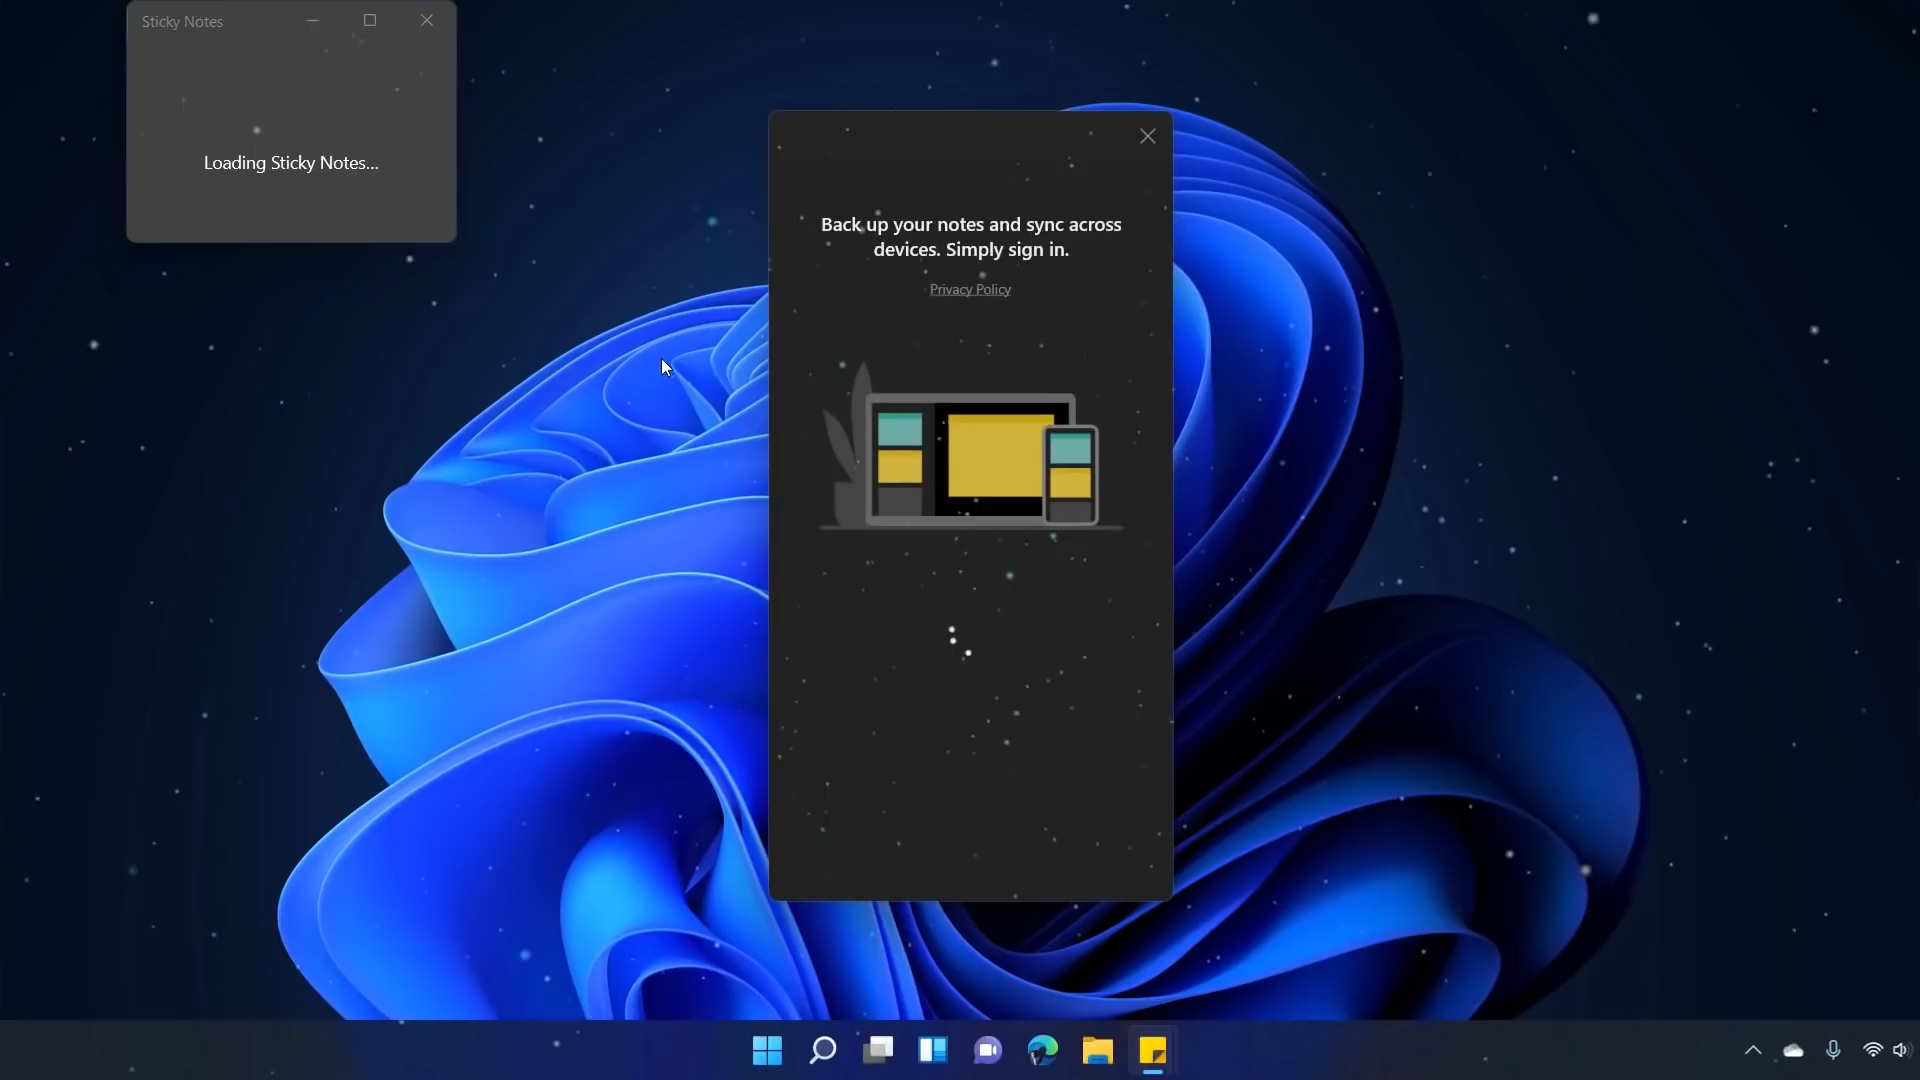 Sticky Notes
Loading Sticky Notes...
Back up your notes and sync across
devices. Simply sign in.
Privacy Policy